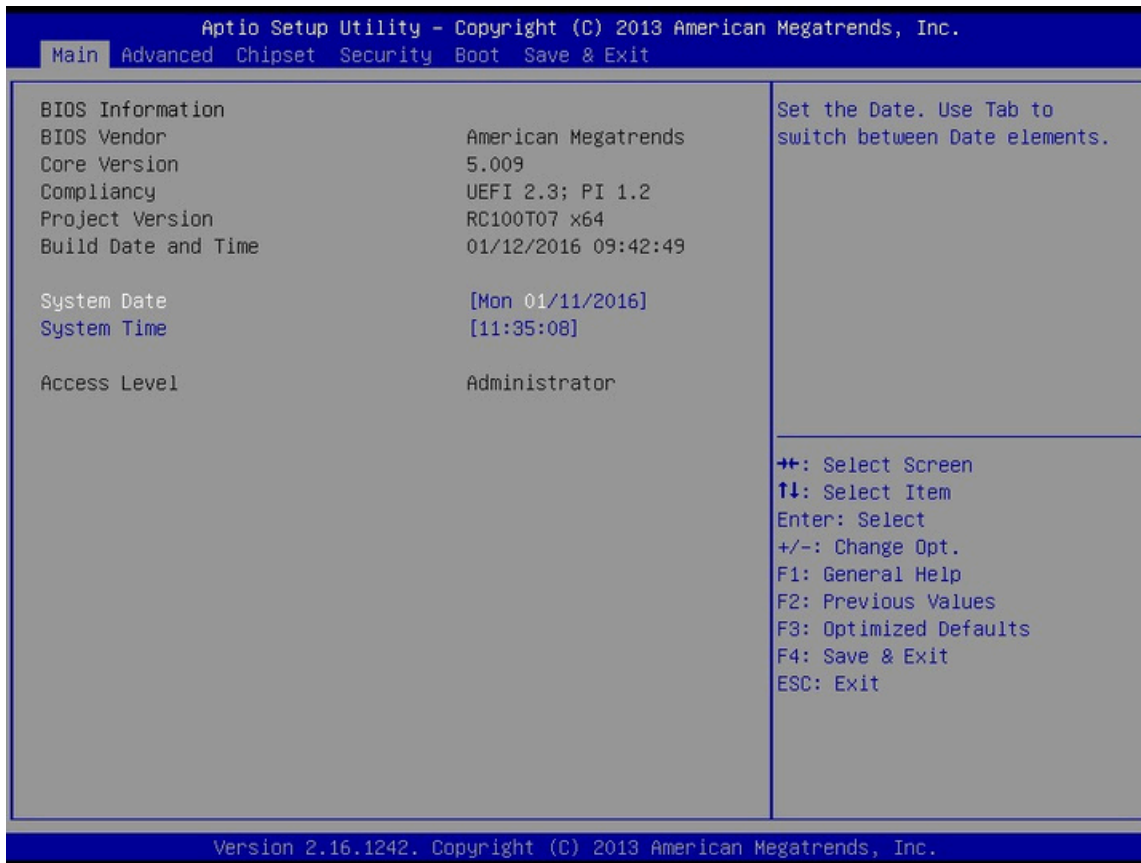 Aptio Setup Utility – Copyright (C) 2013 American Megatrends, Inc.
Main Advanced Chipset Security Boot Save & Exit
BIOS Information
BIOS Vendor American Megatrends
Core Version 5.009
Compliancy UEFI 2.3; PI 1.2
Project Version RC100T07 x64
Build Date and Time 01/12/2016 09:42:49
System Date [Mon 01/11/2016]
System Time [11:35:08]
Access Level Administrator
Set the Date. Use Tab to
switch between Date elements.
→←: Select Screen
↑↓: Select Item
Enter: Select
+/-: Change Opt.
F1: General Help
F2: Previous Values
F3: Optimized Defaults
F4: Save & Exit
ESC: Exit
Version 2.16.1242. Copyright (C) 2013 American Megatrends, Inc.